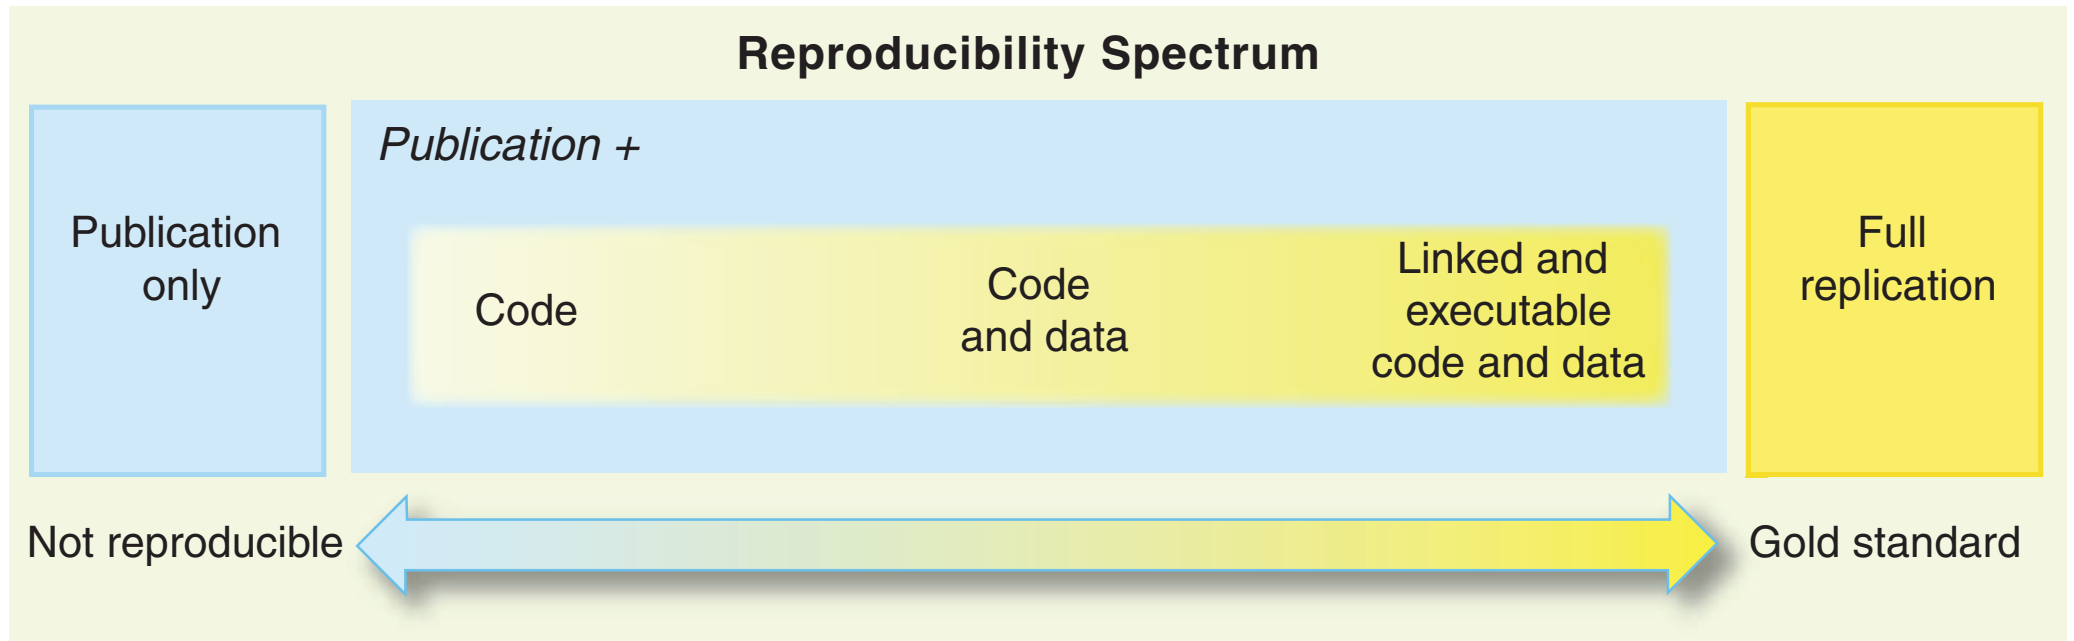 Reproducibility Spectrum
Publication
only
Publication +
Code
Code
and data
Linked and
executable
code and data
Full
replication
Not reproducible
Gold standard